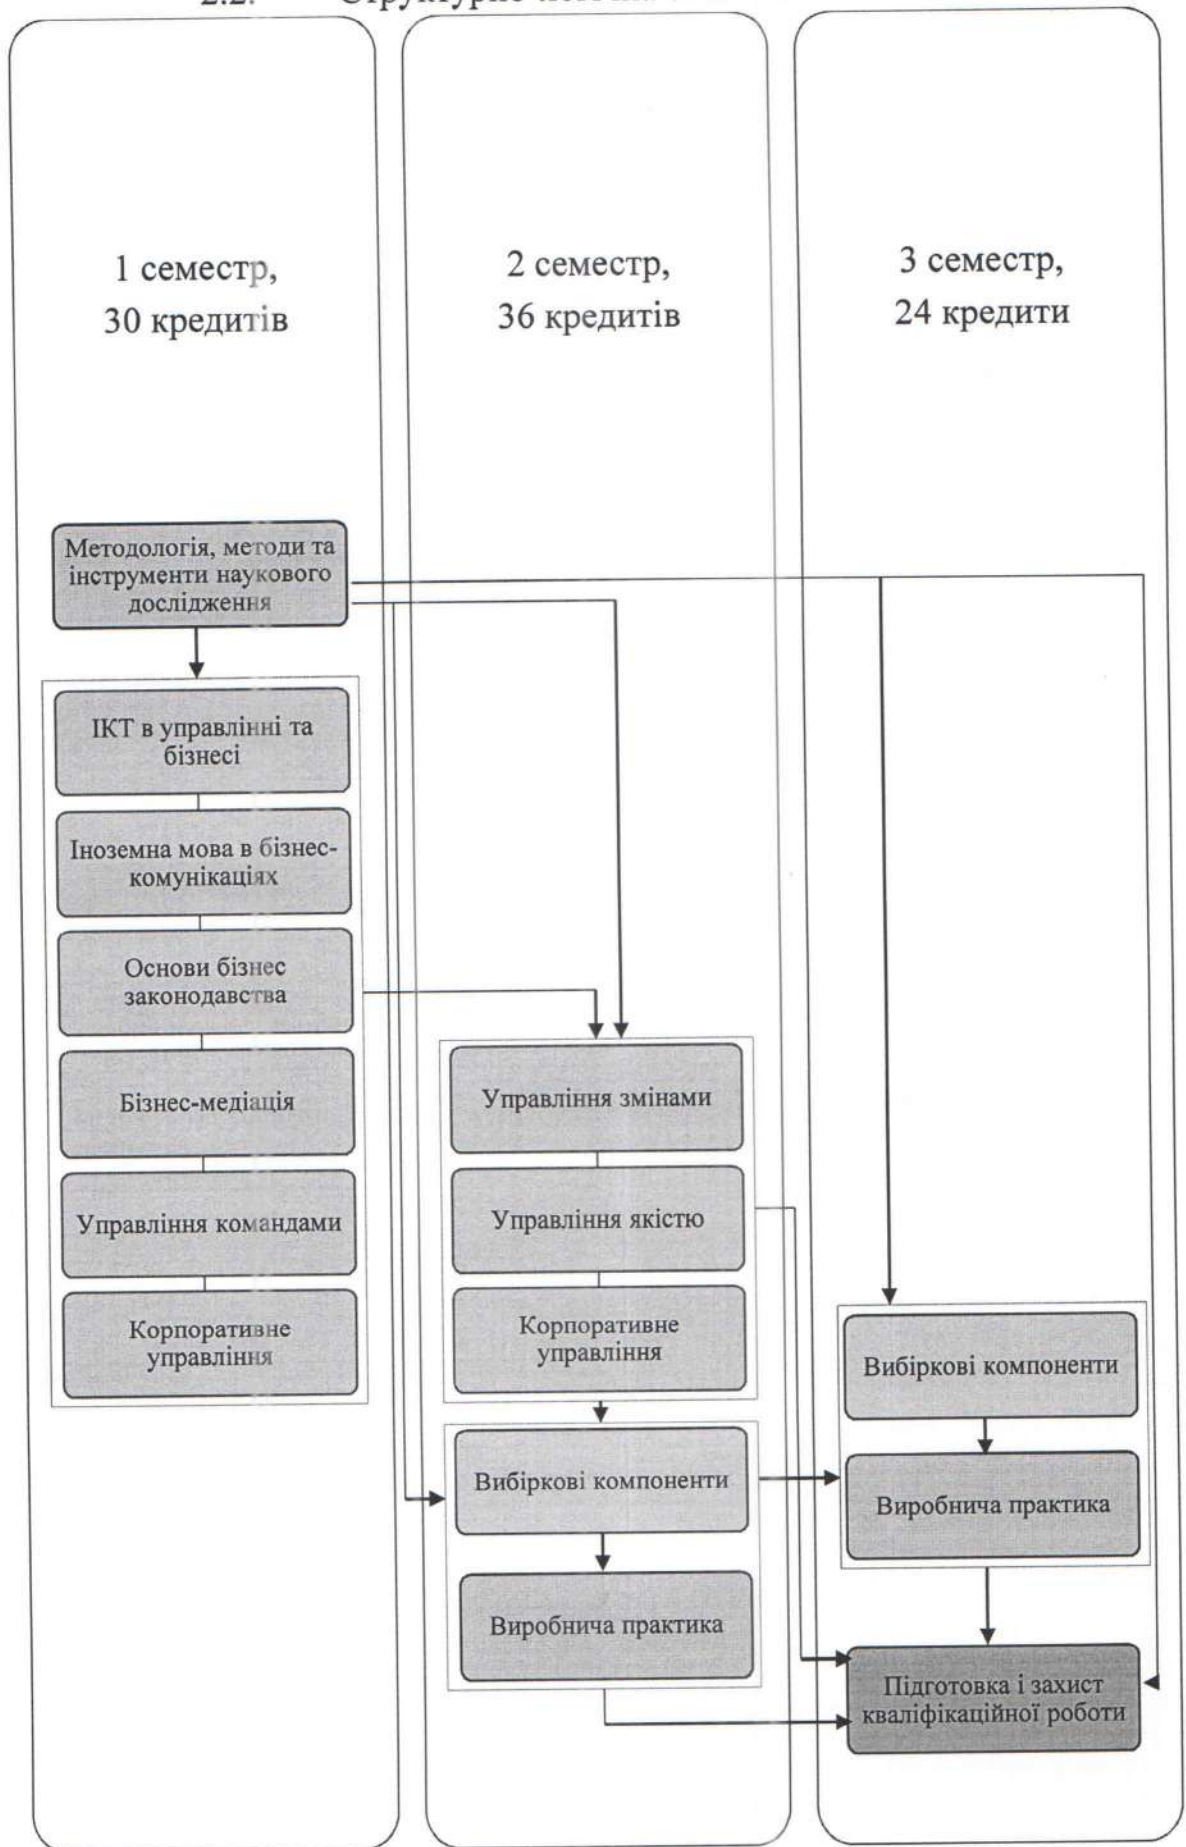 2.2.
1 семестр,
30 кредитів
2 семестр,
36 кредитів
3 семестр,
24 кредити
Методологія, методи та
інструменти наукового
дослідження
ІКТ в управлінні та
бізнесі
Іноземна мова в бізнес-
комунікаціях
Основи бізнес
законодавства
Бізнес-медіація
Управління командами
Корпоративне
управління
Управління змінами
Управління якістю
Корпоративне
управління
Вибіркові компоненти
Виробнича практика
Вибіркові компоненти
Виробнича практика
Підготовка і захист
кваліфікаційної роботи